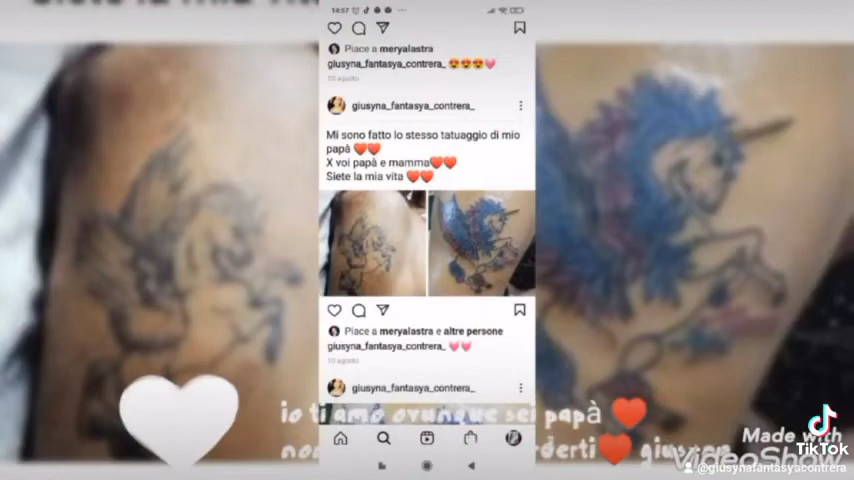 14:57
Piace a meryalastra
giusyna_fantasya_contrera_ 😍😍😍💗
10 agosto
giusyna_fantasya_contrera_
Mi sono fatto lo stesso tatuaggio di mio
papà ❤️❤️
X voi papà e mamma❤️❤️
Siete la mia vita ❤️❤️
Piace a meryalastra e altre persone
giusyna_fantasya_contrera_ 💗💗
10 agosto
giusyna_fantasya_contrera_
io ti amo ovunque sei papà ❤️
Made with
VideoShow
TikTok
@giusynafantasyacontrera